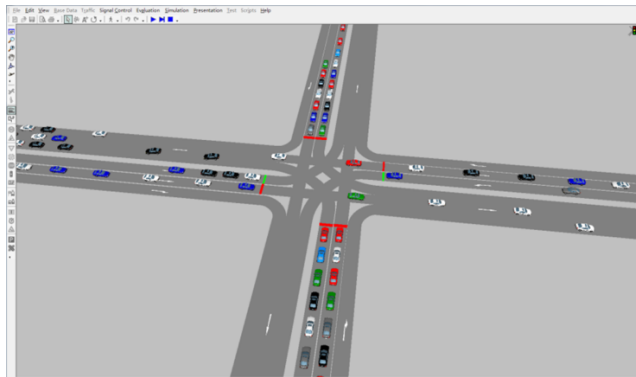 File Edit View Base Data Traffic Signal Control Evaluation Simulation Presentation Test Scripts Help